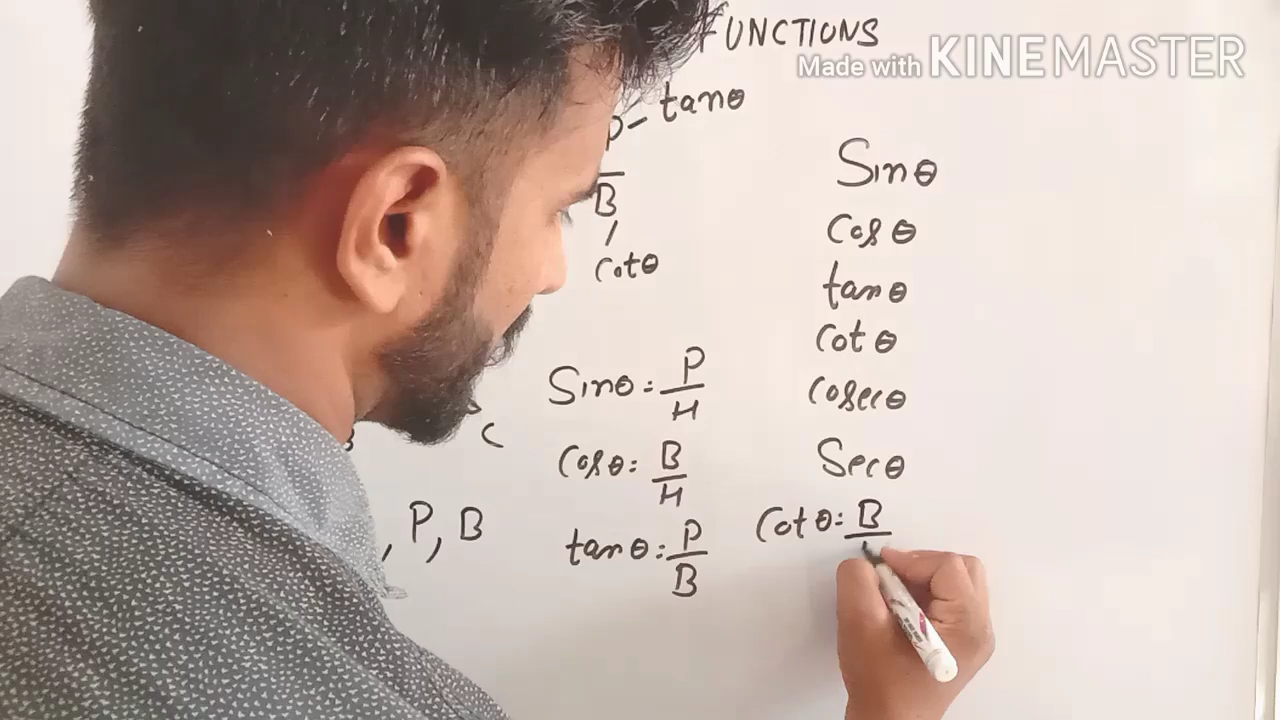 FUNCTIONS
Made with KINEMASTER
P - tanθ
B
cotθ
Sinθ
Cosθ
tanθ
Cotθ
Cosecθ
Secθ
Sinθ = P/H
Cosθ = B/H
tanθ = P/B
Cotθ = B/
C
, P, B